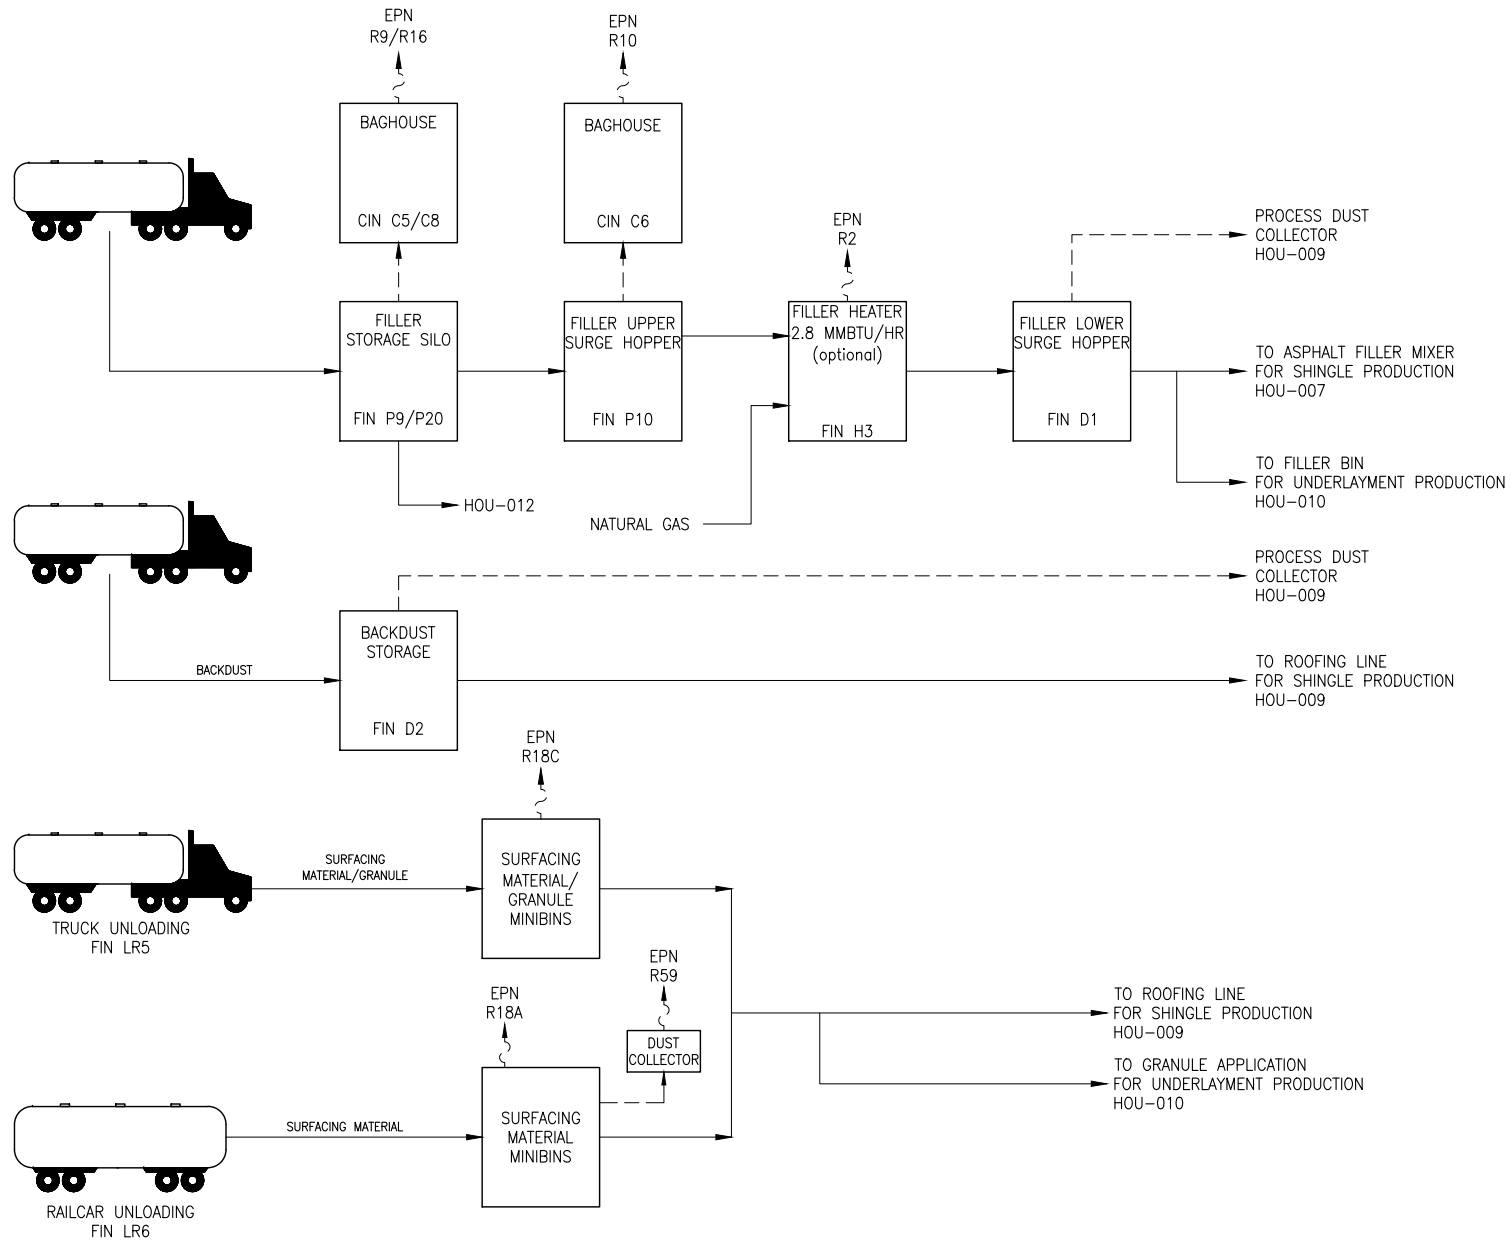 EPN
R9/R16
EPN
R10
BAGHOUSE
CIN C5/C8
BAGHOUSE
CIN C6
EPN
R2
PROCESS DUST
COLLECTOR
HOU-009
FILLER
STORAGE SILO
FIN P9/P20
FILLER UPPER
SURGE HOPPER
FIN P10
FILLER HEATER
2.8 MMBTU/HR
(optional)
FIN H3
FILLER LOWER
SURGE HOPPER
FIN D1
TO ASPHALT FILLER MIXER
FOR SHINGLE PRODUCTION
HOU-007
TO FILLER BIN
FOR UNDERLAYMENT PRODUCTION
HOU-010
HOU-012
NATURAL GAS
PROCESS DUST
COLLECTOR
HOU-009
BACKDUST
BACKDUST
STORAGE
FIN D2
TO ROOFING LINE
FOR SHINGLE PRODUCTION
HOU-009
EPN
R18C
SURFACING
MATERIAL/GRANULE
SURFACING
MATERIAL/
GRANULE
MINIBINS
TRUCK UNLOADING
FIN LR5
EPN
R59
EPN
R18A
DUST
COLLECTOR
TO ROOFING LINE
FOR SHINGLE PRODUCTION
HOU-009
TO GRANULE APPLICATION
FOR UNDERLAYMENT PRODUCTION
HOU-010
SURFACING MATERIAL
SURFACING
MATERIAL
MINIBINS
RAILCAR UNLOADING
FIN LR6